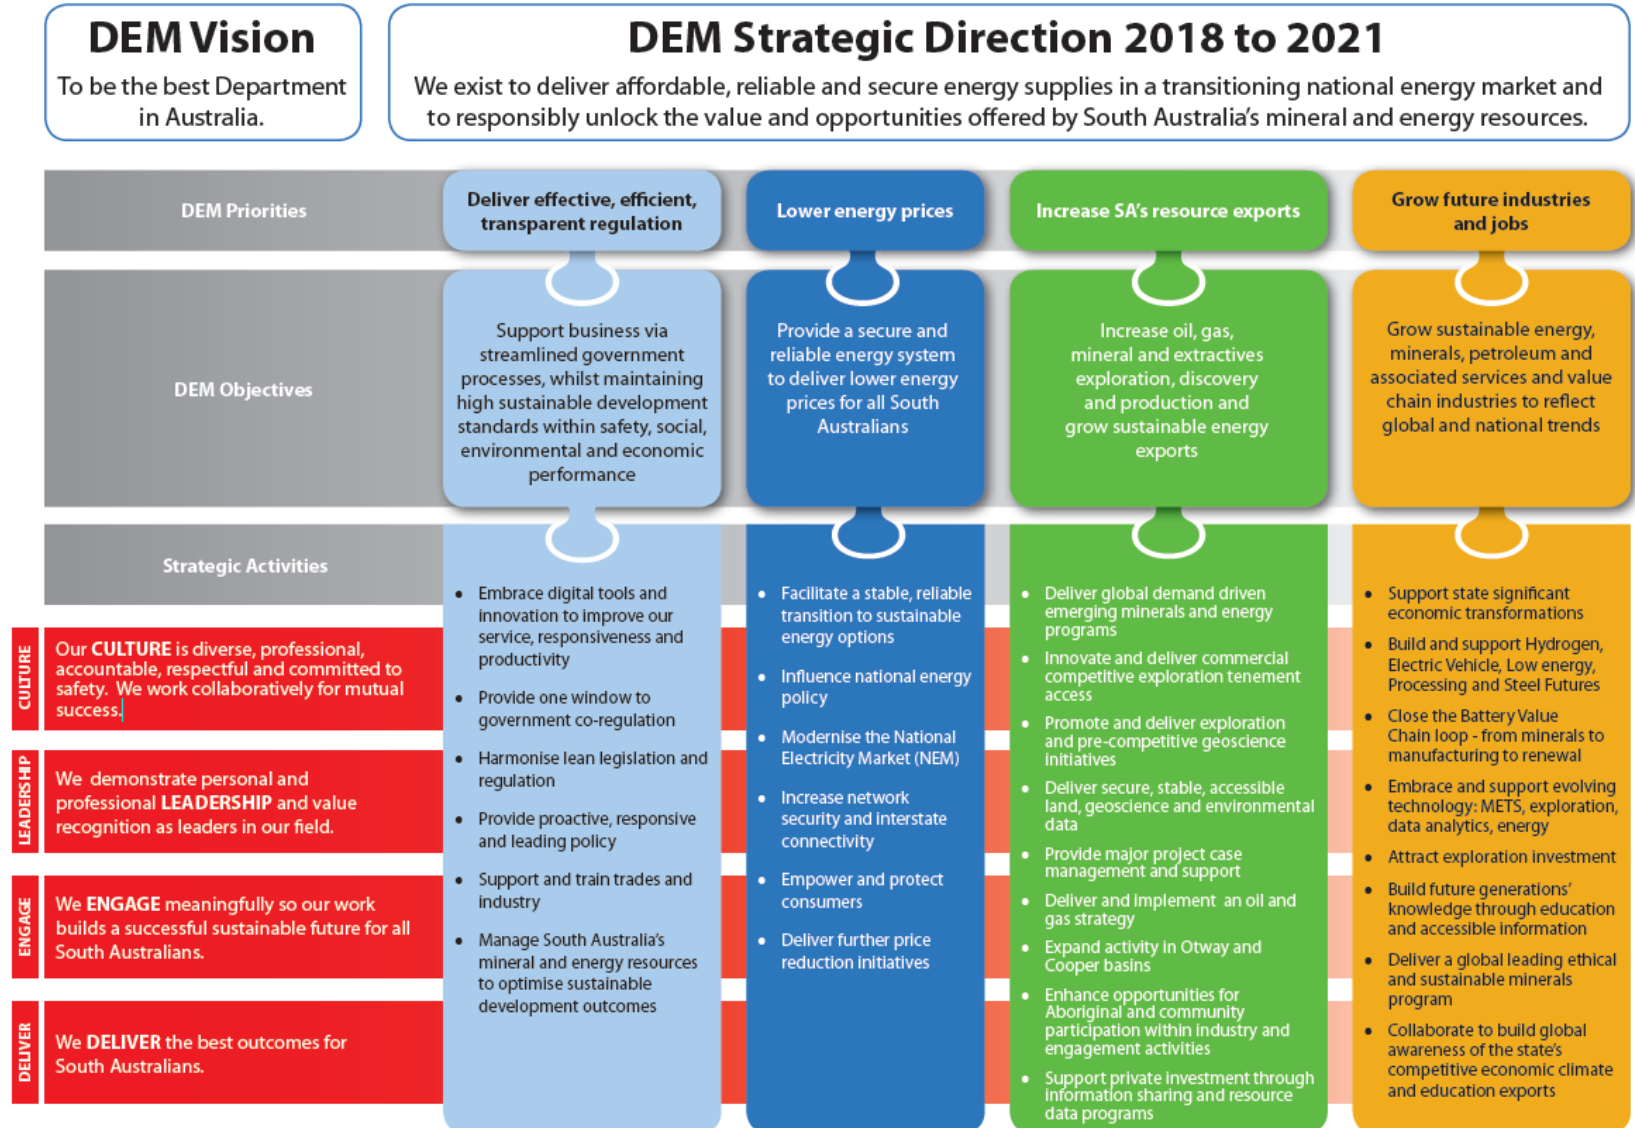 DEM Vision
To be the best Department
in Australia.
DEM Strategic Direction 2018 to 2021
We exist to deliver affordable, reliable and secure energy supplies in a transitioning national energy market and
to responsibly unlock the value and opportunities offered by South Australia's mineral and energy resources.
DEM Priorities
Deliver effective, efficient,
transparent regulation
Lower energy prices
Increase SA's resource exports
Grow future industries
and jobs
DEM Objectives
Support business via
streamlined government
processes, whilst maintaining
high sustainable development
standards within safety, social,
environmental and economic
performance
Provide a secure and
reliable energy system
to deliver lower energy
prices for all South
Australians
Increase oil, gas,
mineral and extractives
exploration, discovery
and production and
grow sustainable energy
exports
Grow sustainable energy,
minerals, petroleum and
associated services and value
chain industries to reflect
global and national trends
Strategic Activities
• Embrace digital tools and
innovation to improve our
service, responsiveness and
productivity
• Provide one window to
government co-regulation
• Harmonise lean legislation and
regulation
• Provide proactive, responsive
and leading policy
• Support and train trades and
industry
• Manage South Australia's
mineral and energy resources
to optimise sustainable
development outcomes
• Facilitate a stable, reliable
transition to sustainable
energy options
• Influence national energy
policy
• Modernise the National
Electricity Market (NEM)
• Increase network
security and interstate
connectivity
• Empower and protect
consumers
• Deliver further price
reduction initiatives
• Deliver global demand driven
emerging minerals and energy
programs
• Innovate and deliver commercial
competitive exploration tenement
access
• Promote and deliver exploration
and pre-competitive geoscience
initiatives
• Deliver secure, stable, accessible
land, geoscience and environmental
data
• Provide major project case
management and support
• Deliver and implement an oil and
gas strategy
• Expand activity in Otway and
Cooper basins
• Enhance opportunities for
Aboriginal and community
participation within industry and
engagement activities
• Support private investment through
information sharing and resource
data programs
• Support state significant
economic transformations
• Build and support Hydrogen,
Electric Vehicle, Low energy,
Processing and Steel Futures
• Close the Battery Value
Chain loop - from minerals to
manufacturing to renewal
• Embrace and support evolving
technology: METS, exploration,
data analytics, energy
• Attract exploration investment
• Build future generations'
knowledge through education
and accessible information
• Deliver a global leading ethical
and sustainable minerals
program
• Collaborate to build global
awareness of the state's
competitive economic climate
and education exports
CULTURE
Our CULTURE is diverse, professional,
accountable, respectful and committed to
safety. We work collaboratively for mutual
success.
LEADERSHIP
We demonstrate personal and
professional LEADERSHIP and value
recognition as leaders in our field.
ENGAGE
We ENGAGE meaningfully so our work
builds a successful sustainable future for all
South Australians.
DELIVER
We DELIVER the best outcomes for
South Australians.